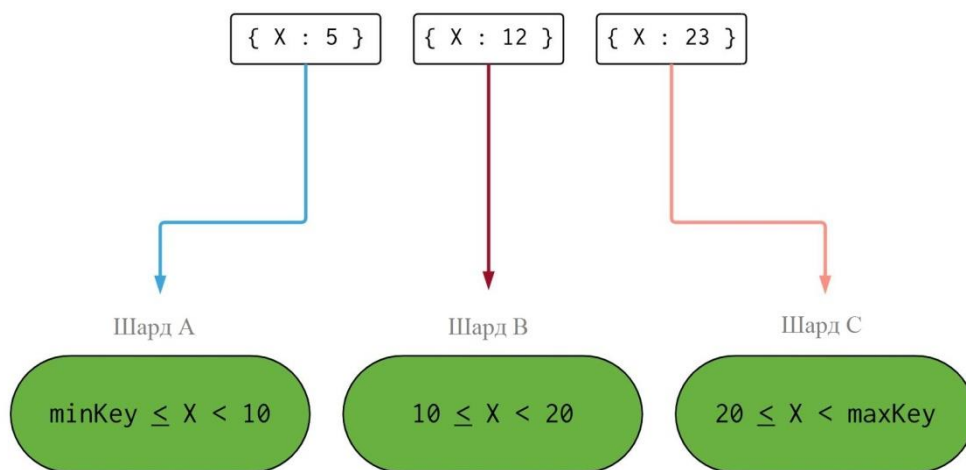 { X : 5 }
{ X : 12 }
{ X : 23 }
Шард A
Шард B
Шард C
minKey ≤ X < 10
10 ≤ X < 20
20 ≤ X < maxKey